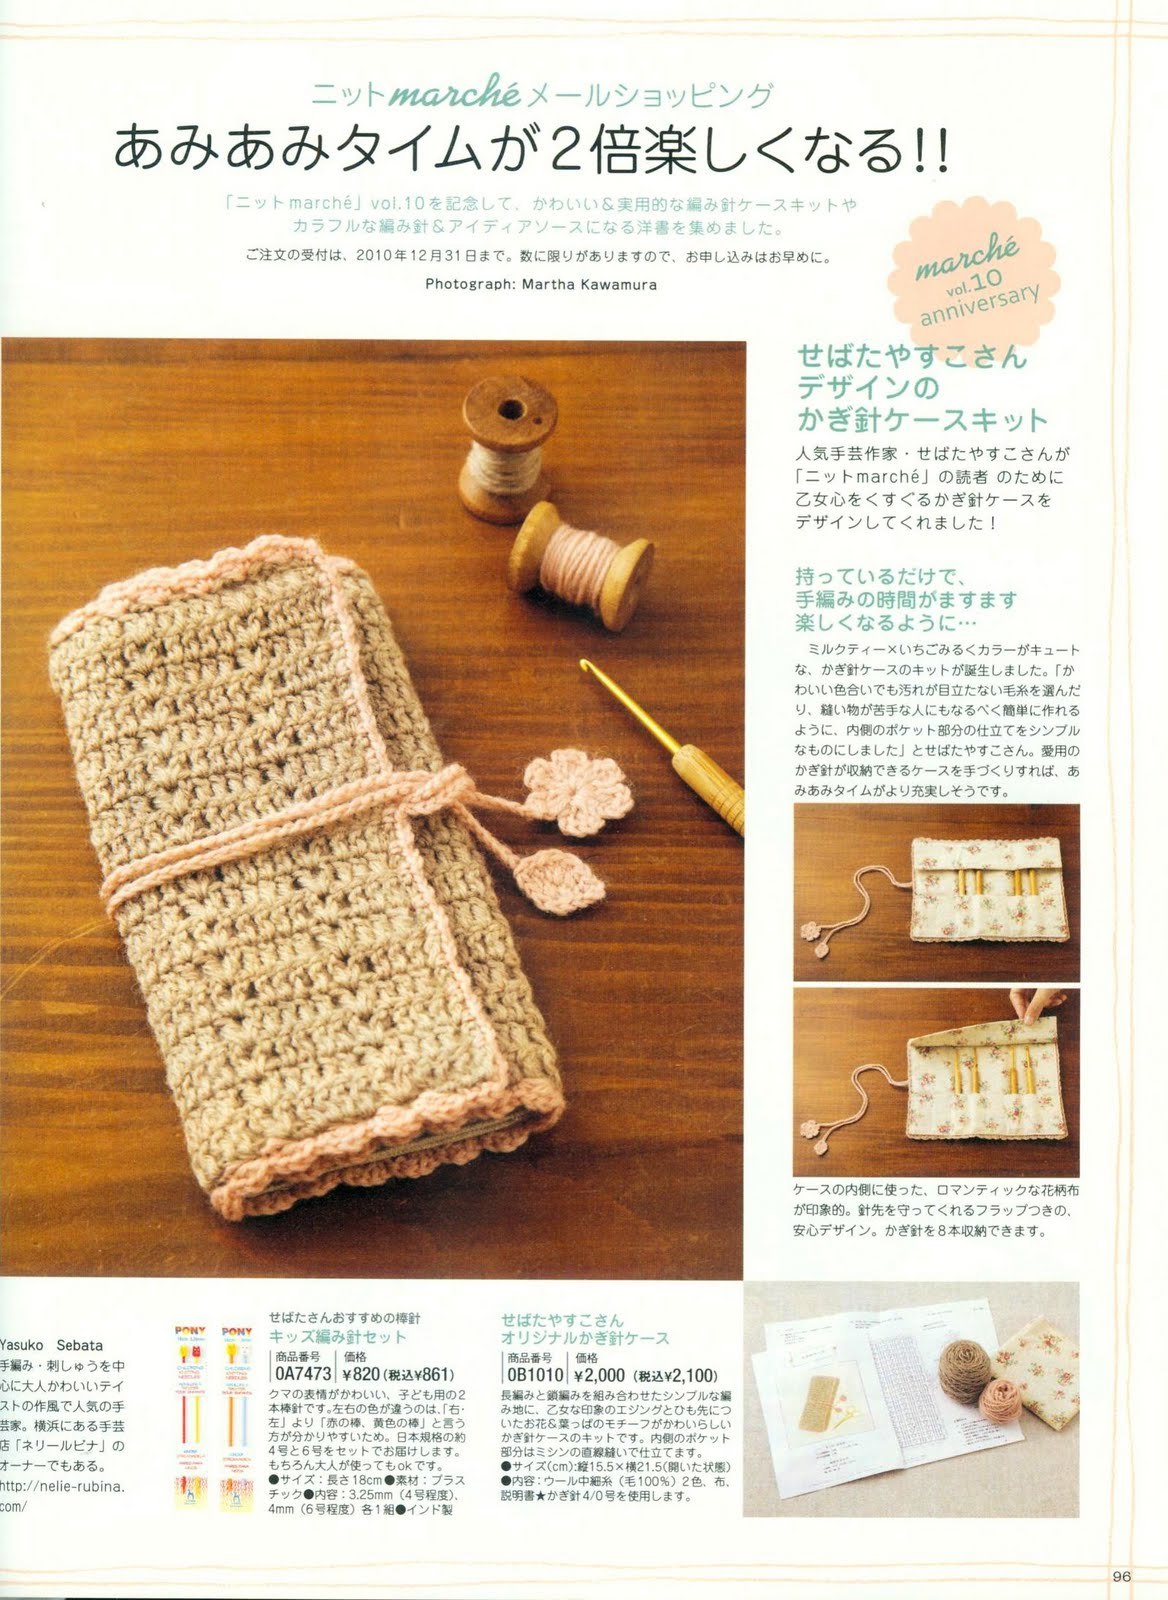 ニットmarchéメールショッピング
あみあみタイムが2倍楽しくなる!!
「ニットmarché」vol.10を記念して、かわいい&実用的な編み針ケースキットや
カラフルな編み針&アイディアソースになる洋書を集めました。
ご注文の受付は、2010年12月31日まで。数に限りがありますので、お申し込みはお早めに。
Photograph: Martha Kawamura
marché
vol.10
anniversary
せばたやすこさん
デザインの
かぎ針ケースキット
人気手芸作家・せばたやすこさんが
「ニットmarché」の読者 のために
乙女心をくすぐるかぎ針ケースを
デザインしてくれました!
持っているだけで、
手編みの時間がますます
楽しくなるように…
ミルクティー×いちごみるくカラーがキュート
な、かぎ針ケースのキットが誕生しました。「か
わいい色合いでも汚れが目立たない毛糸を選んだ
り、縫い物が苦手な人にもなるべく簡単に作れる
ように、内側のポケット部分の仕立てをシンプル
なものにしました」とせばたやすこさん。愛用の
かぎ針が収納できるケースを手づくりすれば、あ
みあみタイムがより充実しそうです。
ケースの内側に使った、ロマンティックな花柄布
が印象的。針先を守ってくれるフラップつきの、
安心デザイン。かぎ針を8本収納できます。
Yasuko Sebata
手編み・刺しゅうを中
心に大人かわいいテイ
ストの作風で人気の手
芸家。横浜にある手芸
店「ネリールビナ」の
オーナーでもある。
http://nelie-rubina.
com/
PONY
PONY
せばたさんおすすめの棒針
キッズ編み針セット
商品番号 価格
0A7473 ¥820(税込¥861)
クマの表情がかわいい、子ども用の2
本棒針です。左右の色が違うのは、「右・
左」より「赤の棒、黄色の棒」と言う
方が分かりやすいため。日本規格の約
4号と6号をセットでお届けします。
もちろん大人が使ってもokです。
●サイズ:長さ18cm●素材:プラス
チック●内容:3.25mm(4号程度)、
4mm(6号程度)各1組●インド製
せばたやすこさん
オリジナルかぎ針ケース
商品番号 価格
0B1010 ¥2,000(税込¥2,100)
長編みと鎖編みを組み合わせたシンプルな編
み地に、乙女な印象のエジングとひも先につ
いたお花&葉っぱのモチーフがかわいらしい
かぎ針ケースのキットです。内側のポケット
部分はミシンの直線縫いで仕立てます。
●サイズ(cm):縦15.5×横21.5(開いた状態)
●内容:ウール中細糸(毛100%)2色、布、
説明書★かぎ針4/0号を使用します。
96